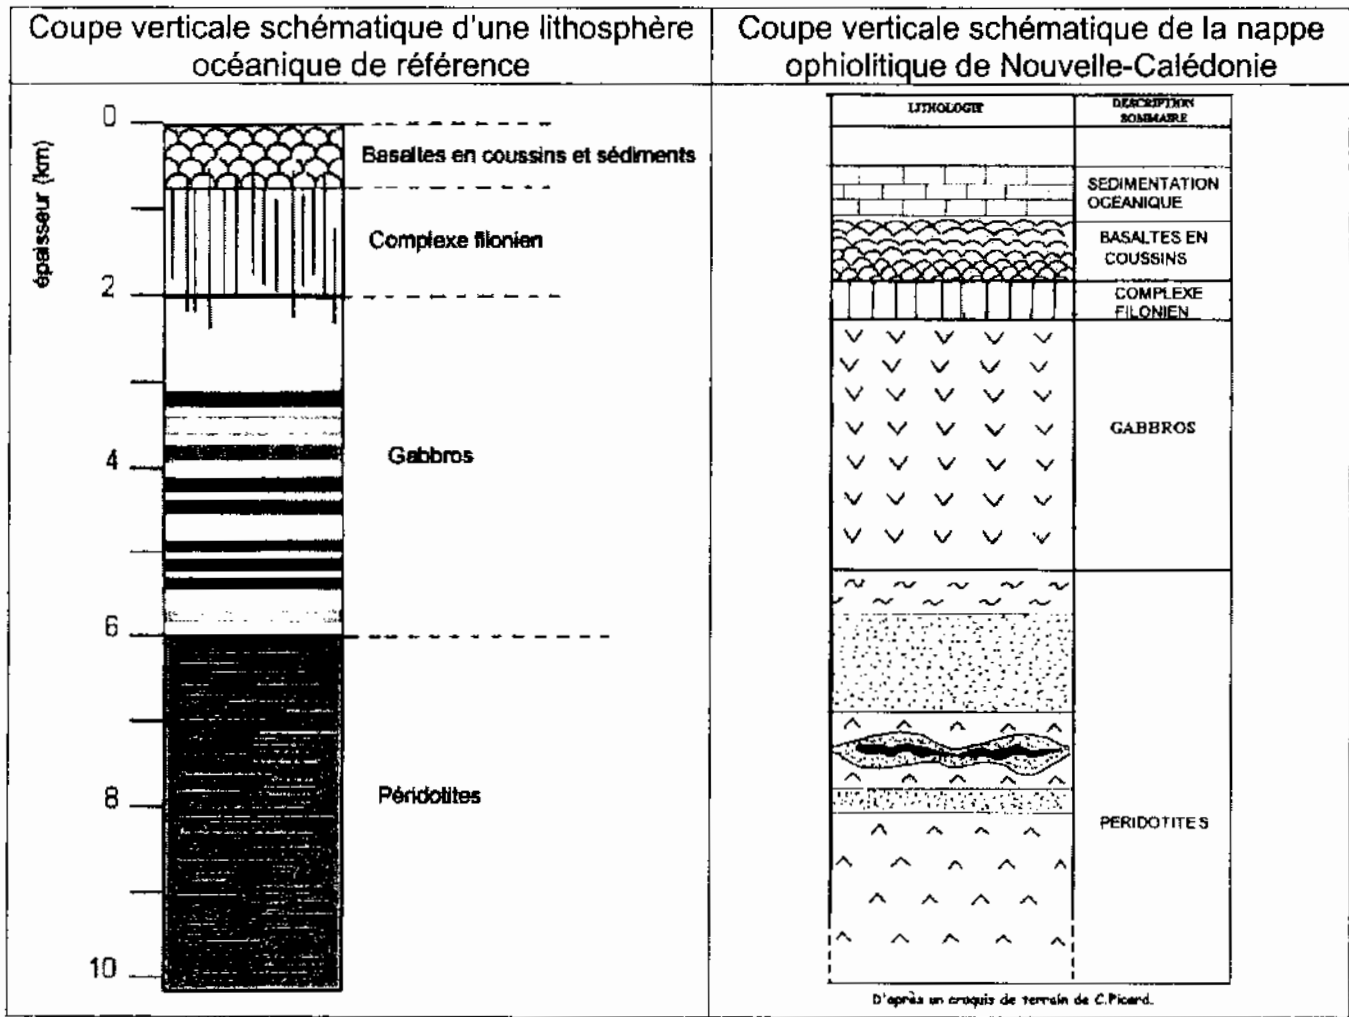 Coupe verticale schématique d'une lithosphère
océanique de référence
Coupe verticale schématique de la nappe
ophiolitique de Nouvelle-Calédonie
épaisseur (km)
0
2
4
6
8
10
Basaltes en coussins et sédiments
Complexe filonien
Gabbros
Péridotites
LITHOLOGIE
DESCRIPTION
SOMMAIRE
SEDIMENTATION
OCÉANIQUE
BASALTES EN
COUSSINS
COMPLEXE
FILONIEN
GABBROS
PERIDOTITES
D'après un croquis de terrain de C.Picard.